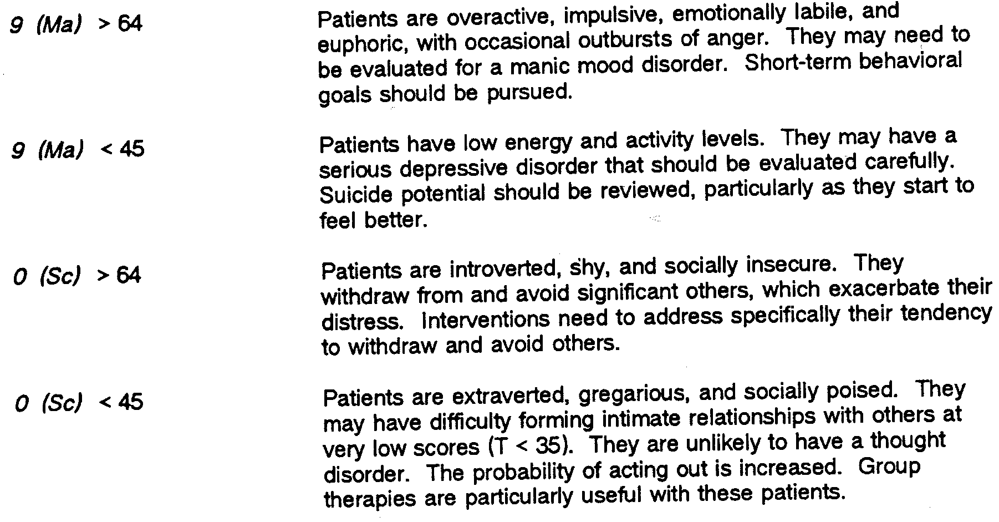 9 (Ma) > 64 Patients are overactive, impulsive, emotionally labile, and
euphoric, with occasional outbursts of anger. They may need to
be evaluated for a manic mood disorder. Short-term behavioral
goals should be pursued.
9 (Ma) < 45 Patients have low energy and activity levels. They may have a
serious depressive disorder that should be evaluated carefully.
Suicide potential should be reviewed, particularly as they start to
feel better.
0 (Sc) > 64 Patients are introverted, shy, and socially insecure. They
withdraw from and avoid significant others, which exacerbate their
distress. Interventions need to address specifically their tendency
to withdraw and avoid others.
0 (Sc) < 45 Patients are extraverted, gregarious, and socially poised. They
may have difficulty forming intimate relationships with others at
very low scores (T < 35). They are unlikely to have a thought
disorder. The probability of acting out is increased. Group
therapies are particularly useful with these patients.